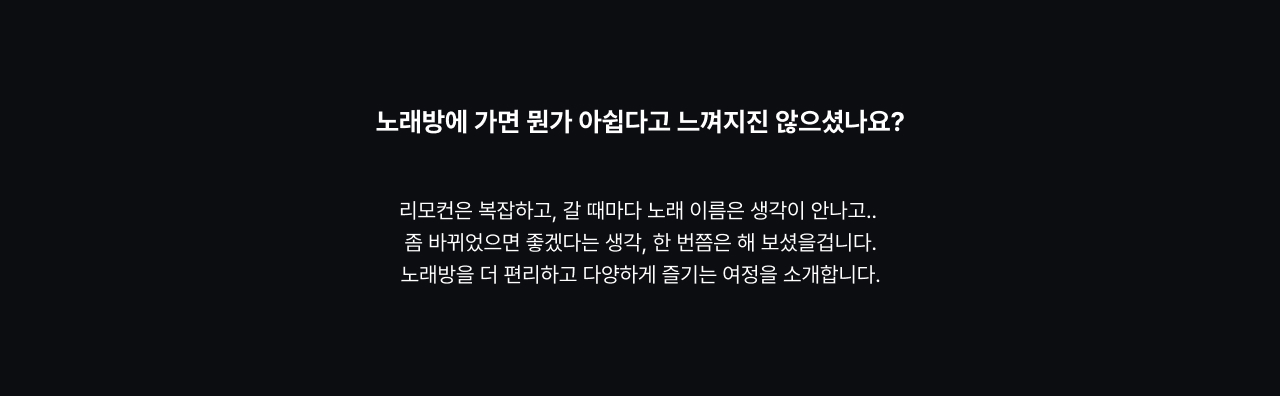 노래방에 가면 뭔가 아쉽다고 느껴지진 않으셨나요?
리모컨은 복잡하고, 갈 때마다 노래 이름은 생각이 안나고..
좀 바뀌었으면 좋겠다는 생각, 한 번쯤은 해 보셨을겁니다.
노래방을 더 편리하고 다양하게 즐기는 여정을 소개합니다.